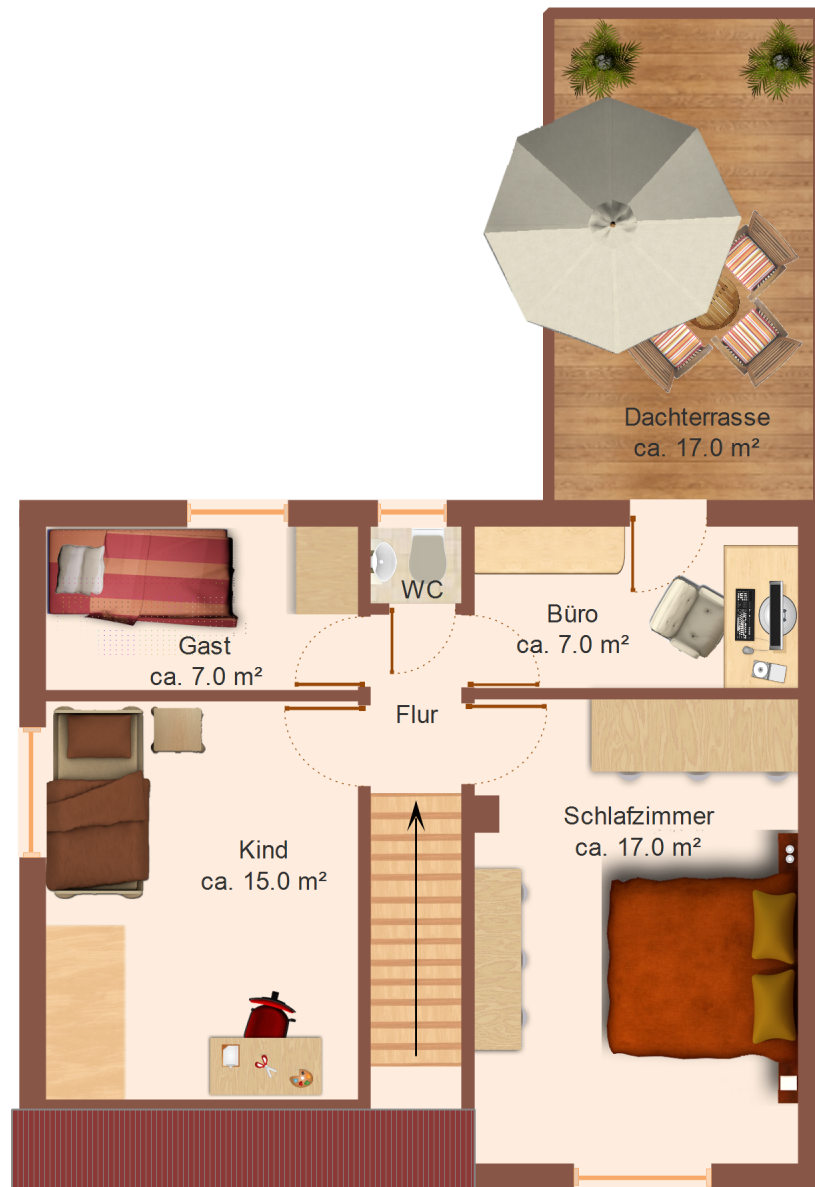 Dachterrasse
ca. 17.0 m²
WC
Gast
ca. 7.0 m²
Büro
ca. 7.0 m²
Flur
Kind
ca. 15.0 m²
Schlafzimmer
ca. 17.0 m²